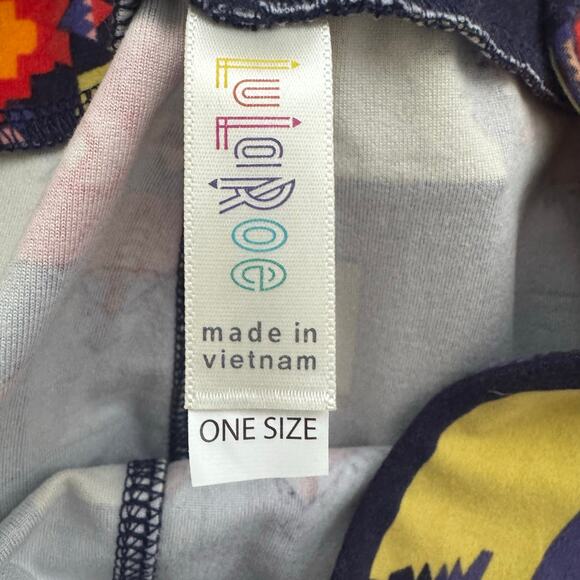 LuLaRoe
made in
vietnam
ONE SIZE